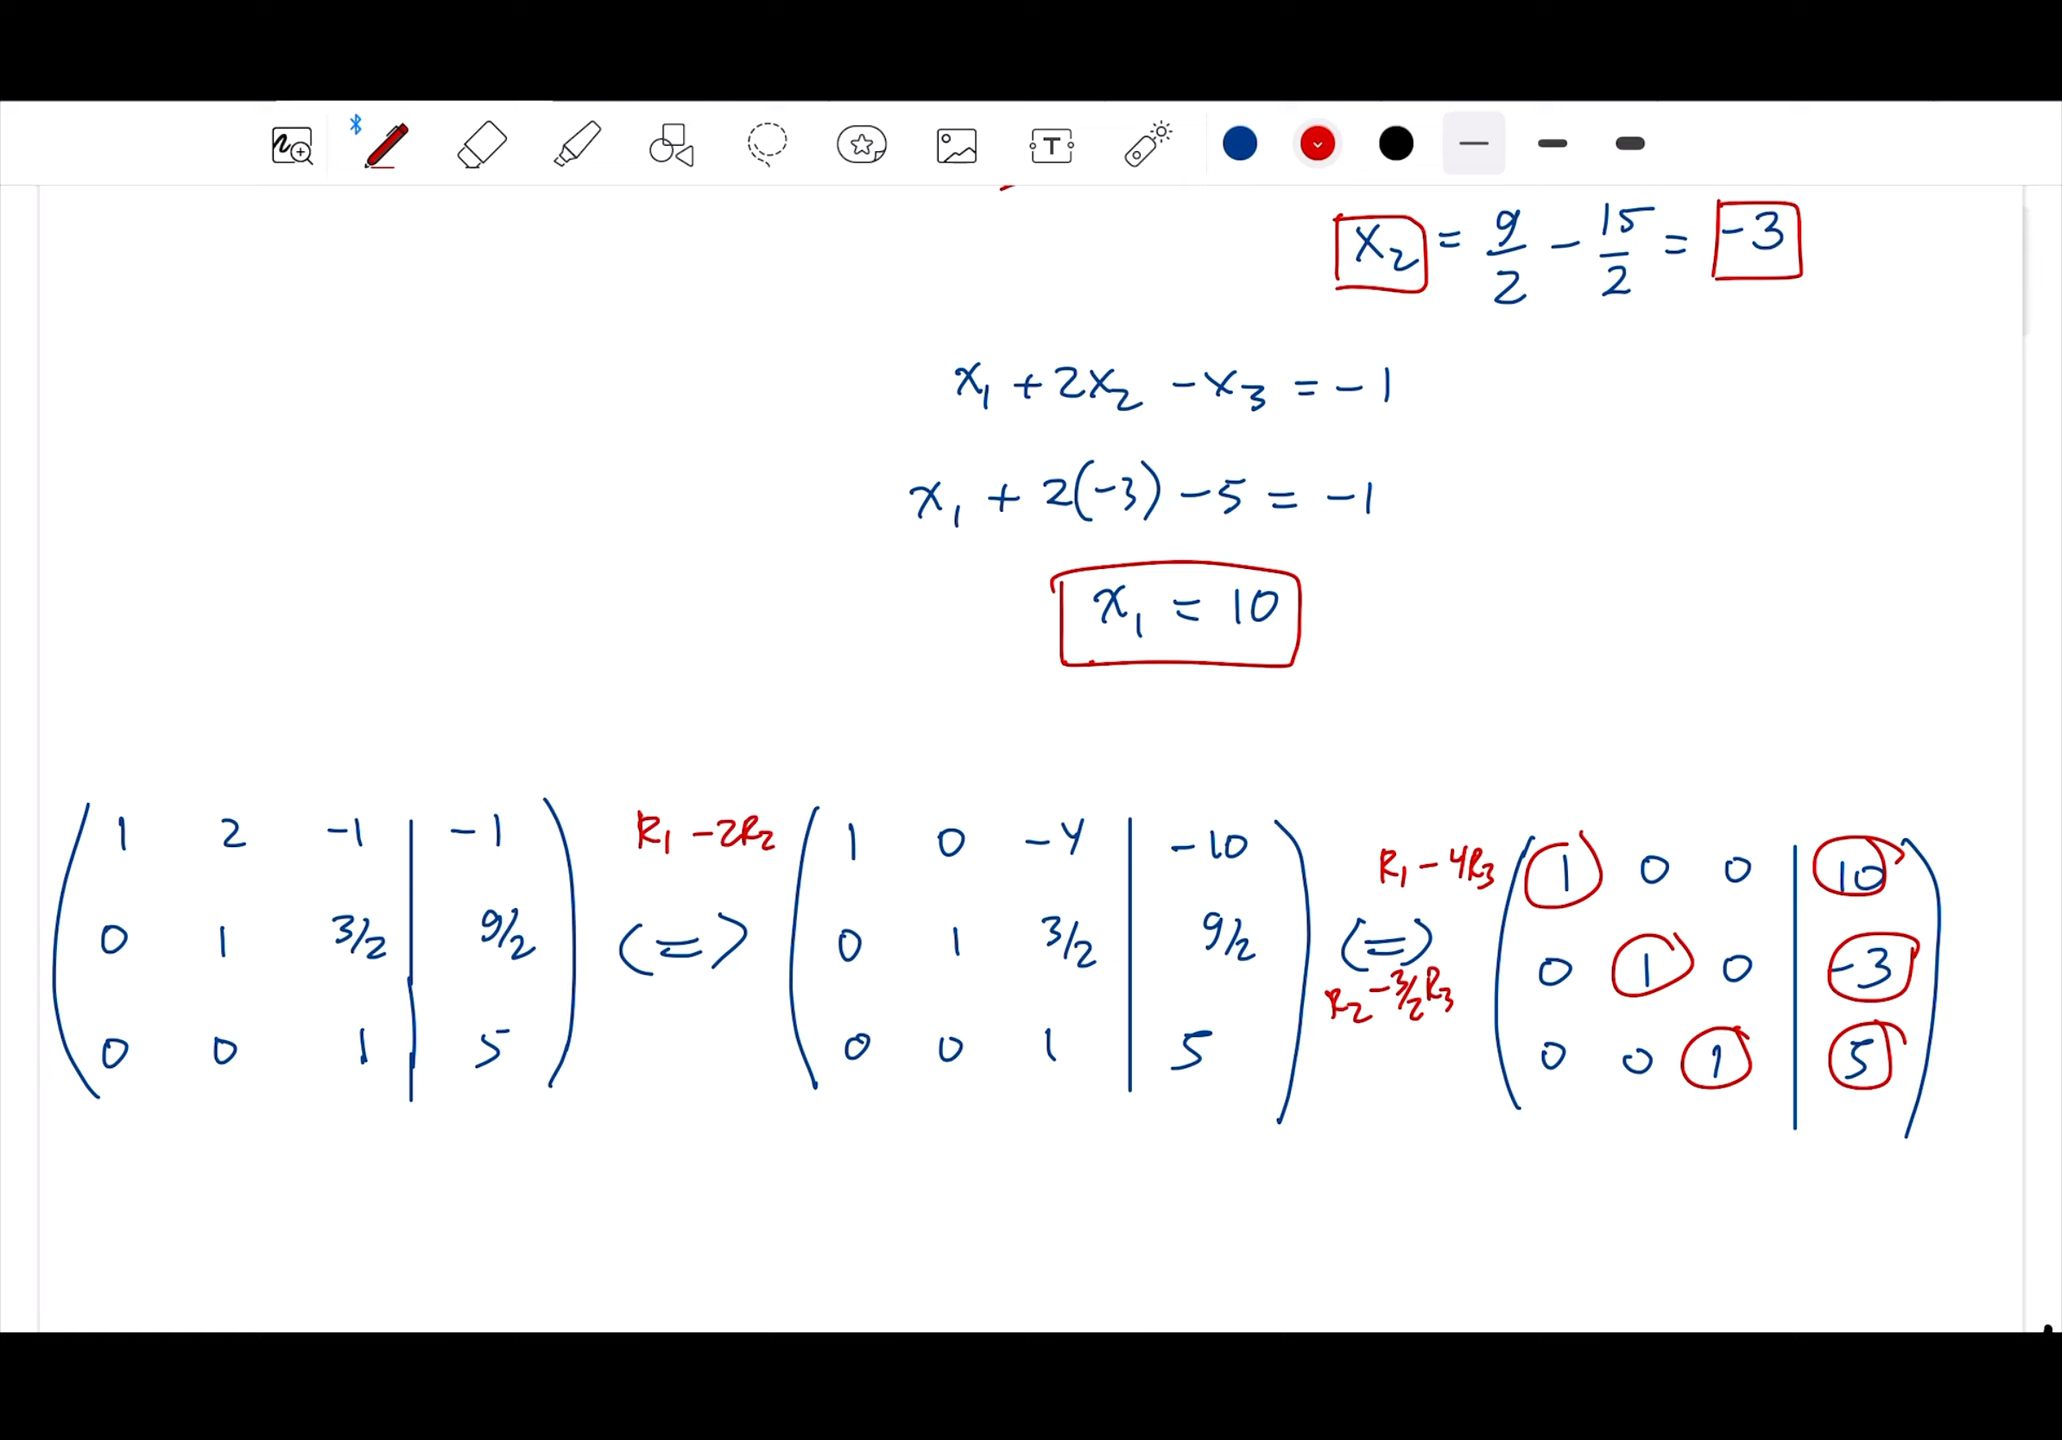 x₂ = 9/2 − 15/2 = −3
x₁ + 2x₂ − x₃ = −1
x₁ + 2(−3) − 5 = −1
x₁ = 10
1 2 −1 | −1 R₁ − 2R₂ 1 0 −4 | −10 R₁ − 4R₃ 1 0 0 | 10
0 1 3/2 | 9/2 (=) 0 1 3/2 | 9/2 (=) 0 1 0 | −3
R₂ − 3/2R₃
0 0 1 | 5 0 0 1 | 5 0 0 1 | 5